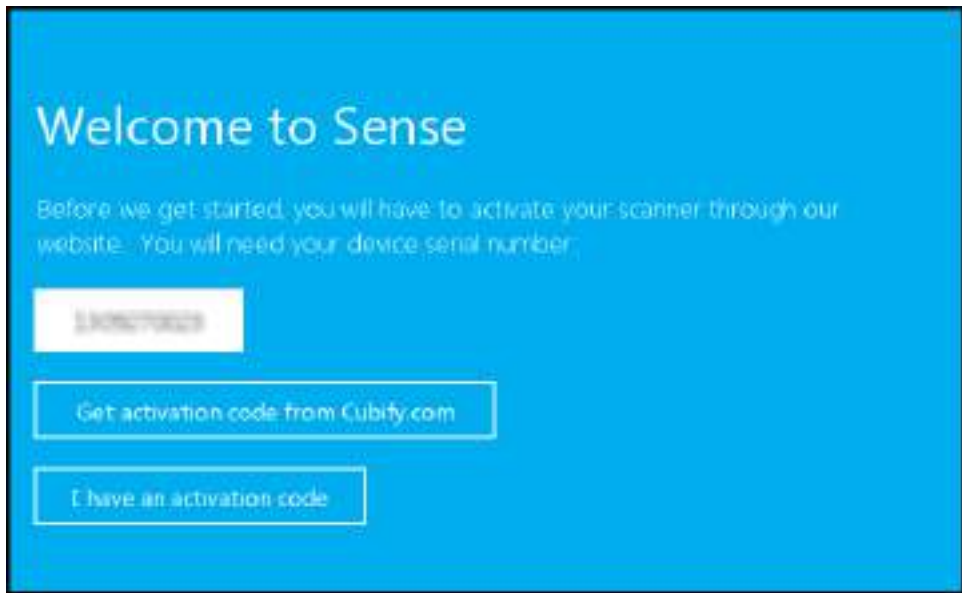 Welcome to Sense
Before we get started, you will have to activate your scanner through our
website. You will need your device serial number:
Get activation code from Cubify.com
I have an activation code